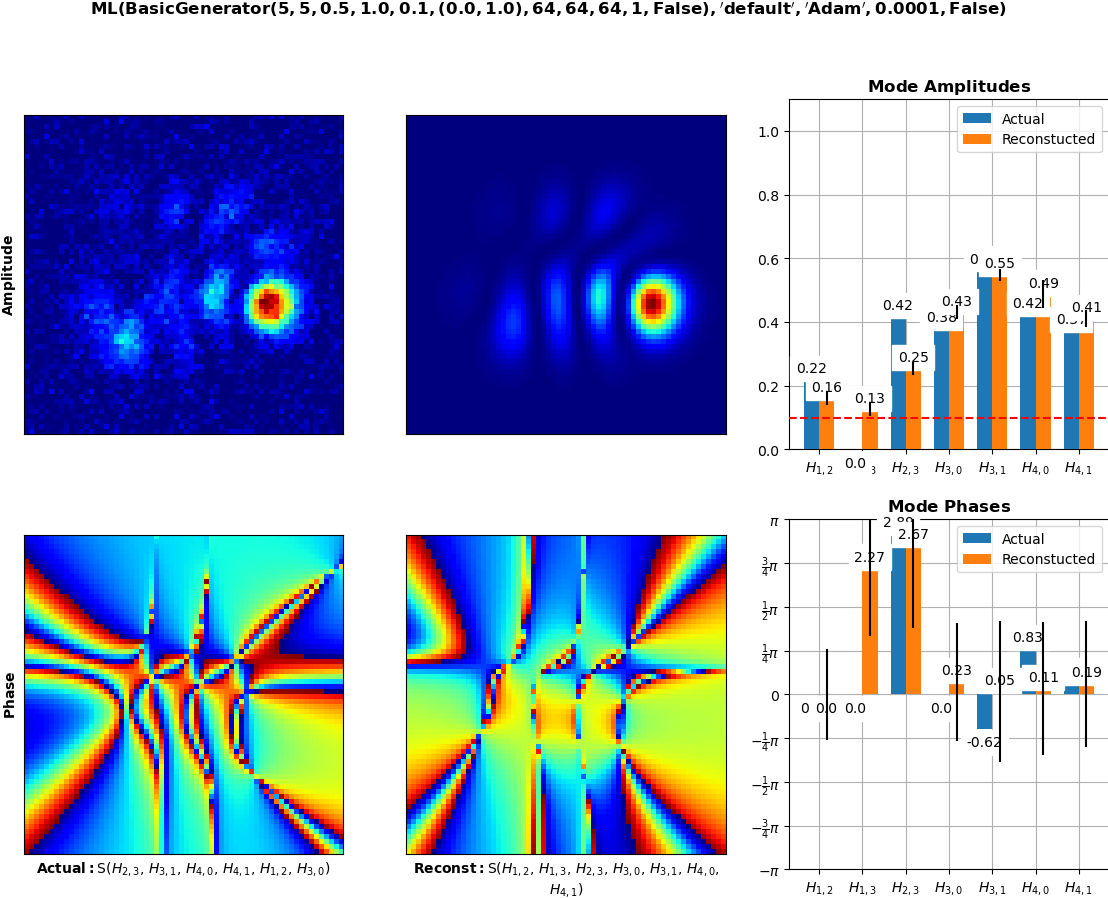 ML(BasicGenerator(5, 5, 0.5, 1.0, 0.1, (0.0, 1.0), 64, 64, 64, 1, False), 'default', 'Adam', 0.0001, False)
Amplitude
Mode Amplitudes
Actual
Reconstucted
1.0
0.8
0.6
0.4
0.2
0.0
0.22
0.16
0.0
0.13
0.42
0.25
0.38
0.43
0
0.55
0.42
0.49
0.41
H1,2
3
H2,3
H3,0
H3,1
H4,0
H4,1
Phase
Mode Phases
Actual
Reconstucted
π
3/4π
1/2π
1/4π
0
−1/4π
−1/2π
−3/4π
−π
0
0.0
0.0
2.27
2.67
0.0
0.23
-0.62
0.05
0.83
0.11
0.19
H1,2
H1,3
H2,3
H3,0
H3,1
H4,0
H4,1
Actual: S(H2,3, H3,1, H4,0, H4,1, H1,2, H3,0)
Reconst: S(H1,2, H1,3, H2,3, H3,0, H3,1, H4,0,
H4,1)